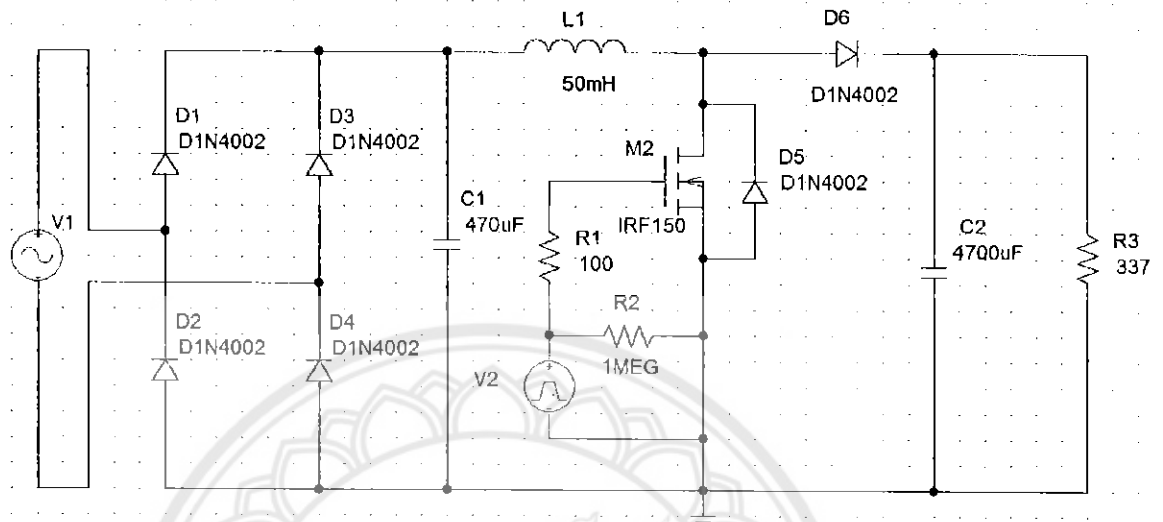 L1
50mH
D6
D1N4002
D1
D1N4002
D3
D1N4002
M2
IRF150
D5
D1N4002
V1
C1
470uF
R1
100
C2
4700uF
R3
337
D2
D1N4002
D4
D1N4002
R2
1MEG
V2